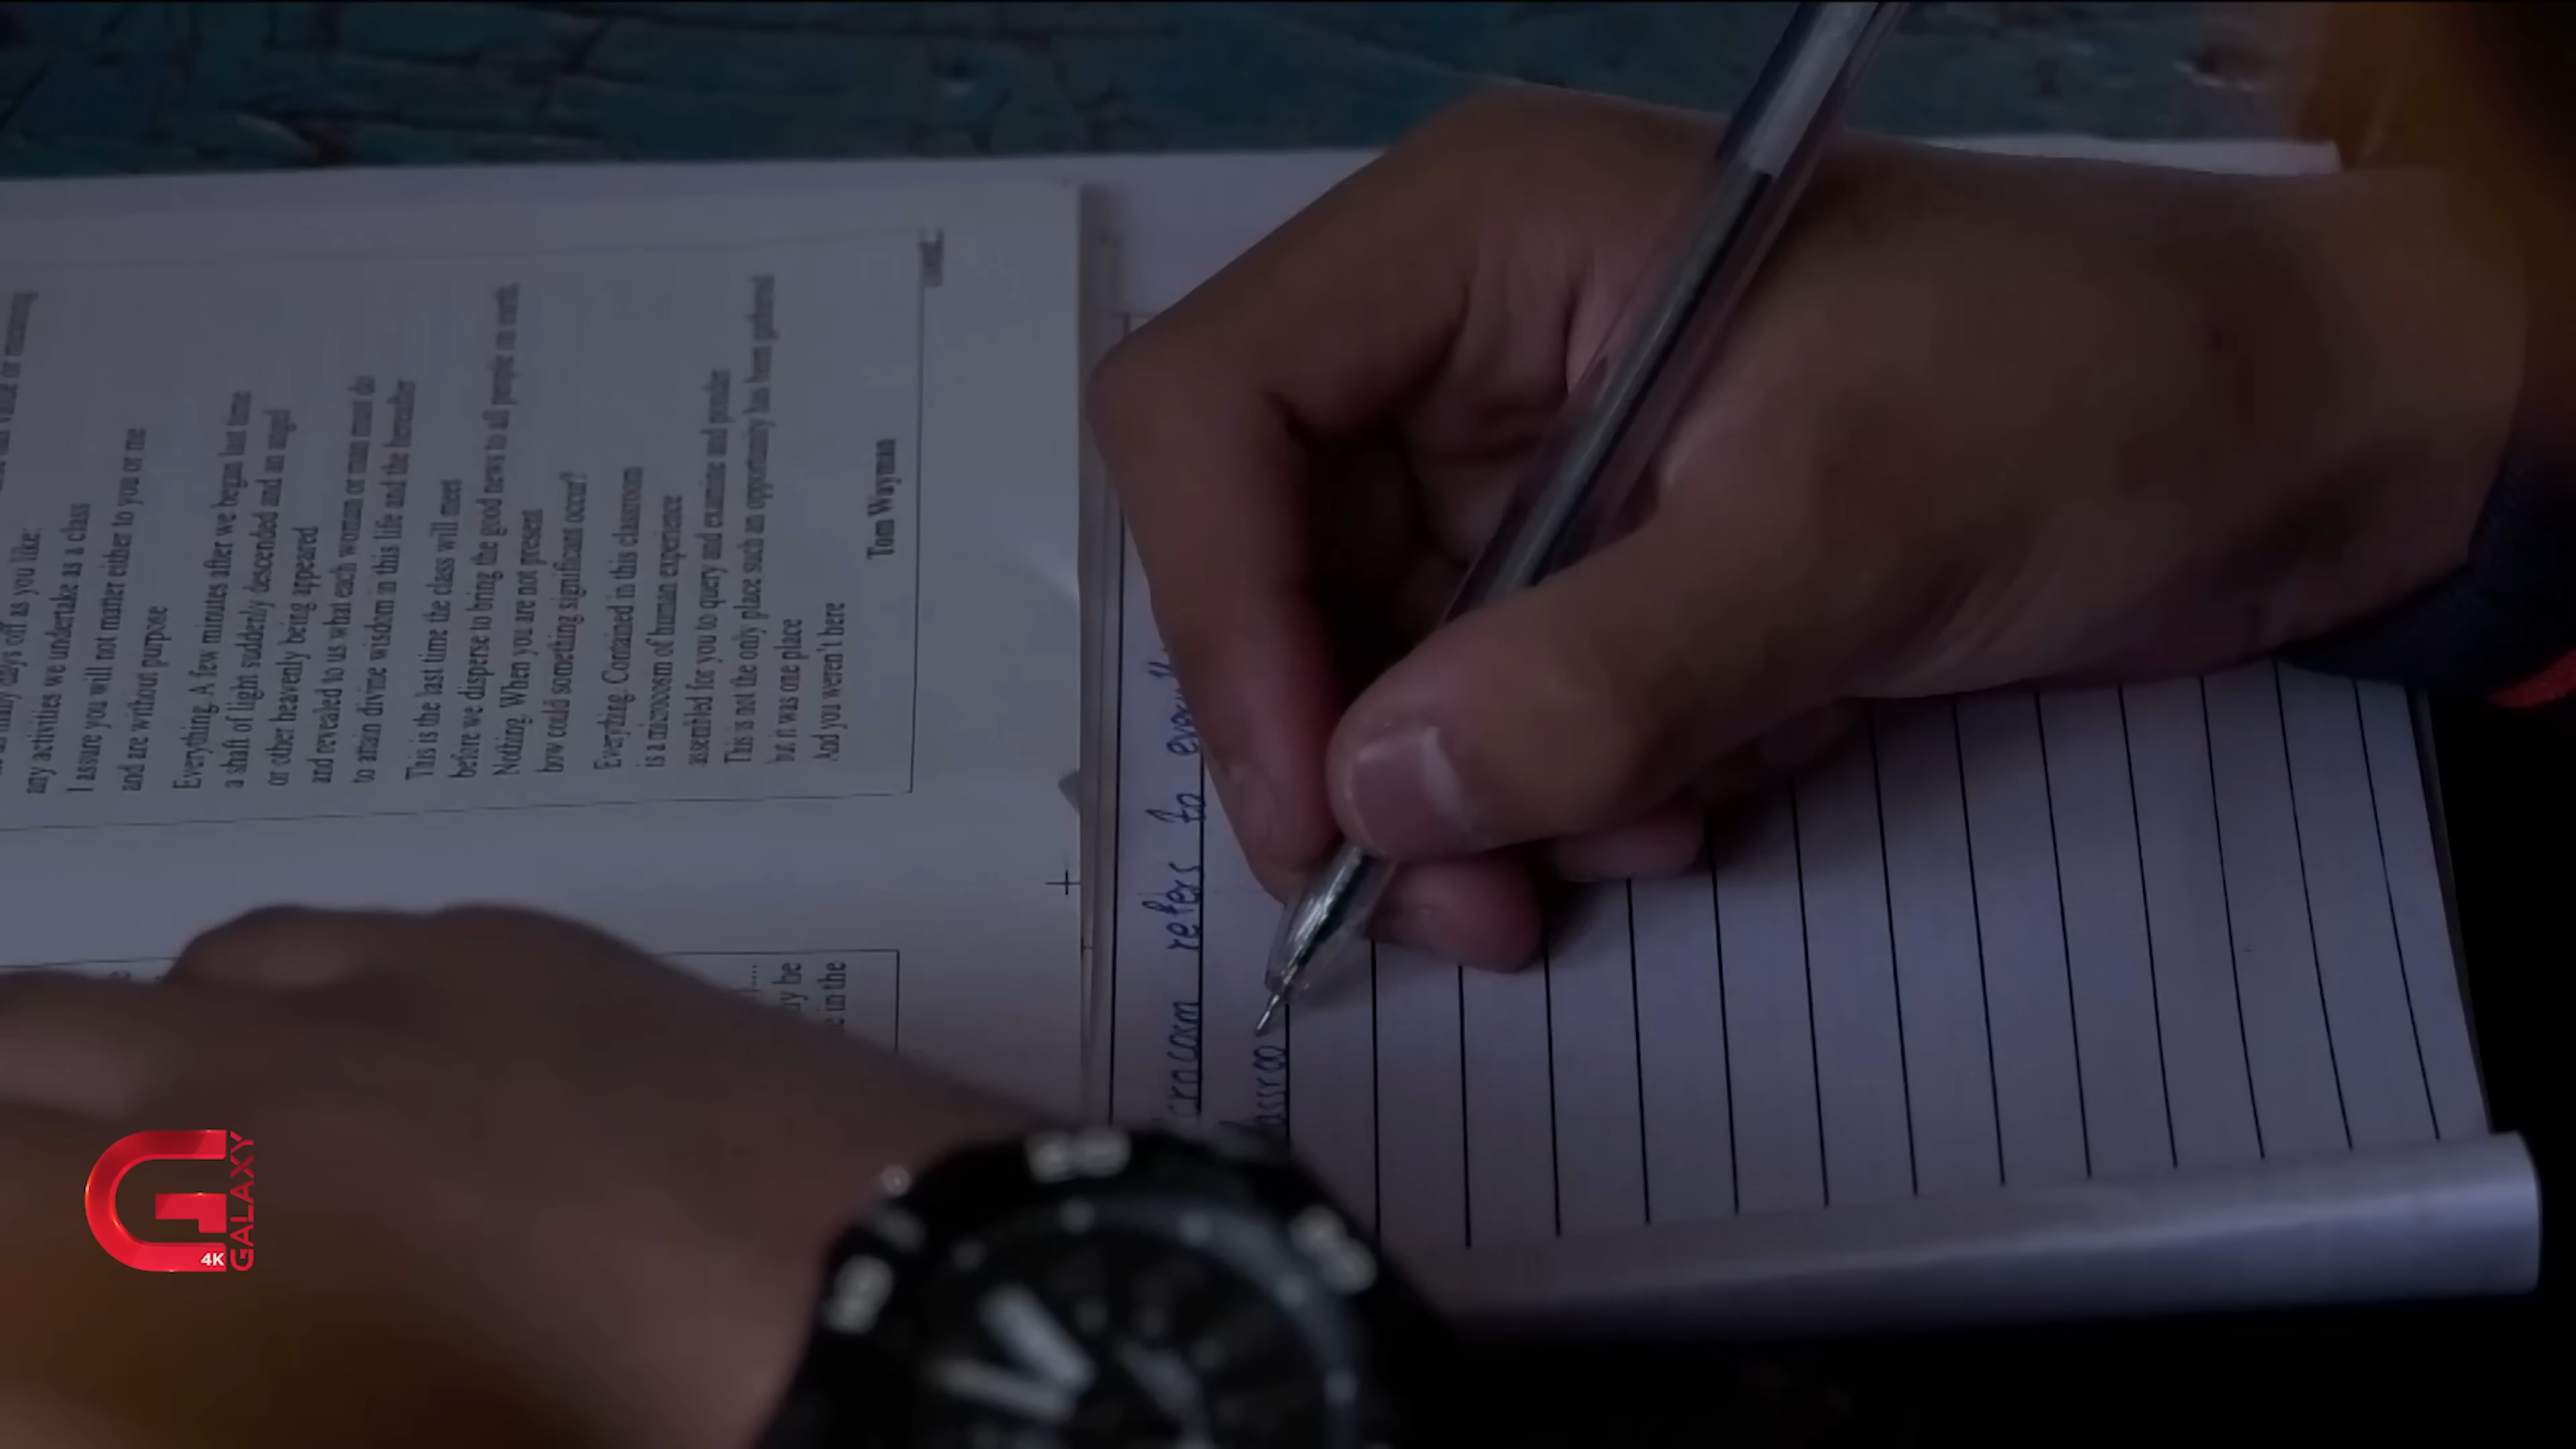 any activities we undertake as a class
I assure you will not matter either to you or me
and are without purpose
Everything. A few minutes after we began last time
a shaft of light suddenly descended and an angel
or other heavenly being appeared
and revealed to us what each woman or man must do
to attain divine wisdom in this life and the hereafter
This is the last time the class will meet
before we disperse to bring the good news to all people on earth.
Nothing. When you are not present
how could something significant occur?
Everything. Contained in this classroom
is a microcosm of human experience
assembled for you to query and examine and ponder
This is not the only place such an opportunity has been gathered
but it was one place
And you weren't here
Tom Wayman
y be
in the
refers to
GALAXY
4K